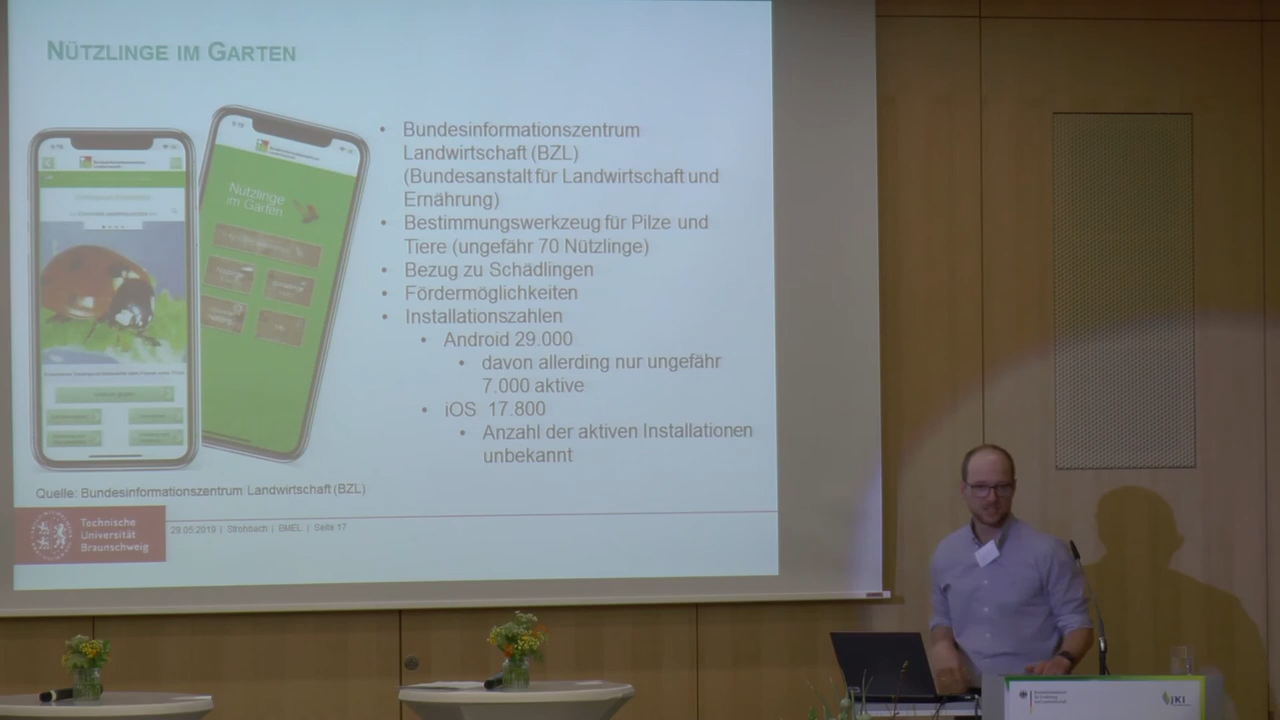 NÜTZLINGE IM GARTEN
• Bundesinformationszentrum
Landwirtschaft (BZL)
(Bundesanstalt für Landwirtschaft und
Ernährung)
• Bestimmungswerkzeug für Pilze und
Tiere (ungefähr 70 Nützlinge)
• Bezug zu Schädlingen
• Fördermöglichkeiten
• Installationszahlen
• Android 29.000
• davon allerding nur ungefähr
7.000 aktive
• iOS 17.800
• Anzahl der aktiven Installationen
unbekannt
Nützlinge
im Garten
Quelle: Bundesinformationszentrum Landwirtschaft (BZL)
Technische
Universität
Braunschweig
29.05.2019 | Strohbach | BMEL | Seite 17
JKI